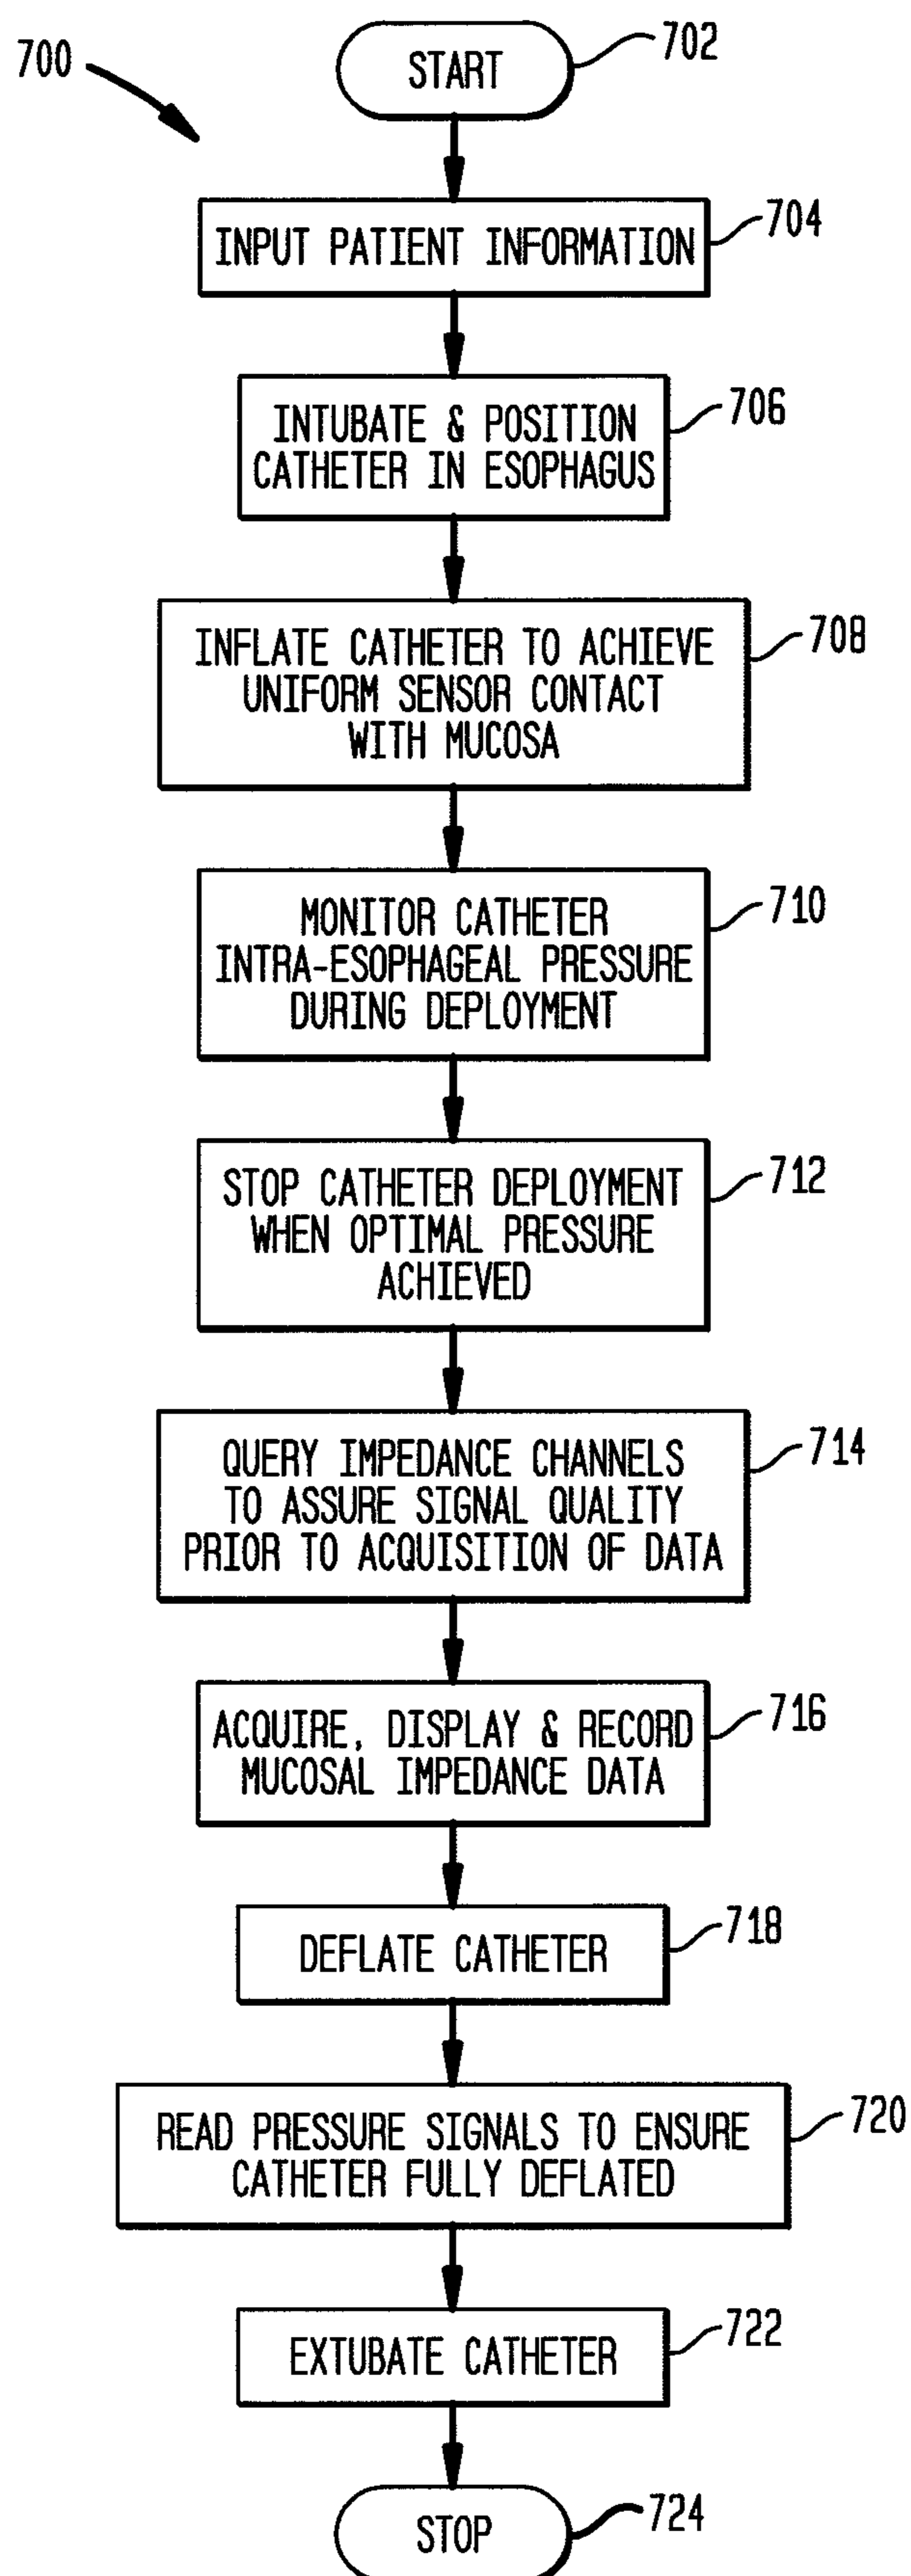 700
START
702
INPUT PATIENT INFORMATION
704
INTUBATE & POSITION
CATHETER IN ESOPHAGUS
706
INFLATE CATHETER TO ACHIEVE
UNIFORM SENSOR CONTACT
WITH MUCOSA
708
MONITOR CATHETER
INTRA-ESOPHAGEAL PRESSURE
DURING DEPLOYMENT
710
STOP CATHETER DEPLOYMENT
WHEN OPTIMAL PRESSURE
ACHIEVED
712
QUERY IMPEDANCE CHANNELS
TO ASSURE SIGNAL QUALITY
PRIOR TO ACQUISITION OF DATA
714
ACQUIRE, DISPLAY & RECORD
MUCOSAL IMPEDANCE DATA
716
DEFLATE CATHETER
718
READ PRESSURE SIGNALS TO ENSURE
CATHETER FULLY DEFLATED
720
EXTUBATE CATHETER
722
STOP
724